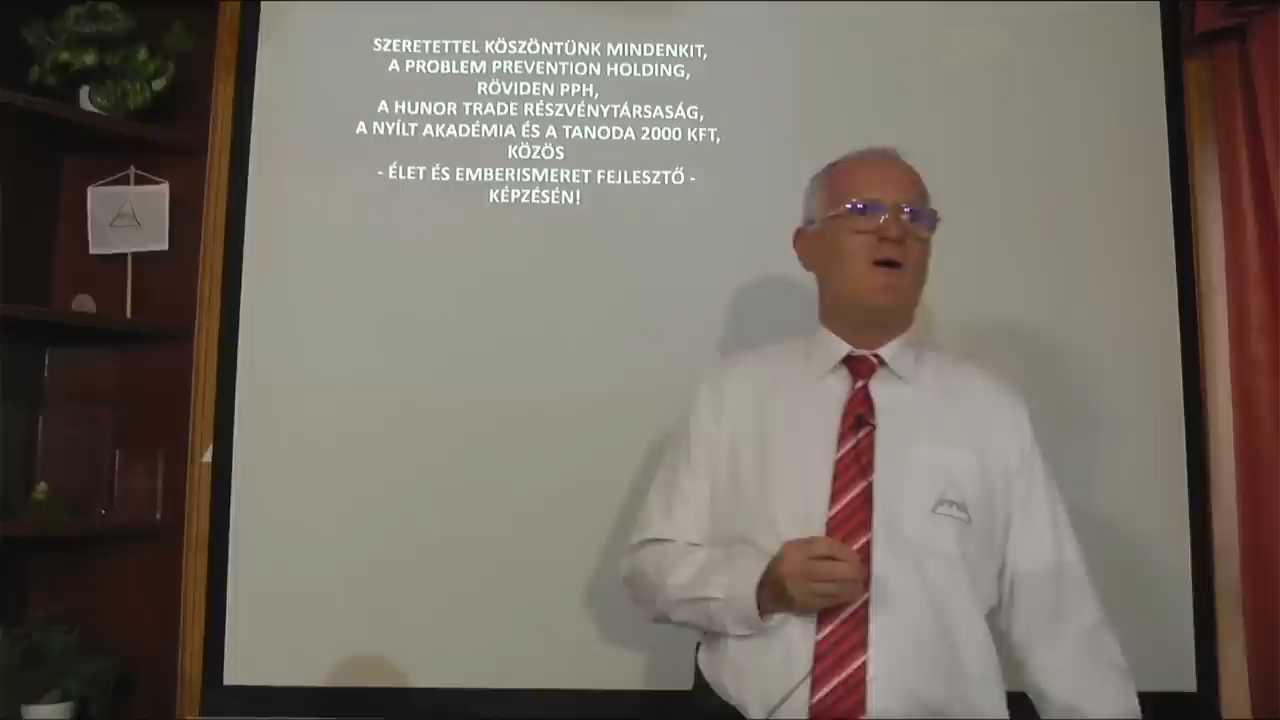 SZERETETTEL KÖSZÖNTÜNK MINDENKIT,
A PROBLEM PREVENTION HOLDING,
RÖVIDEN PPH,
A HUNOR TRADE RÉSZVÉNYTÁRSASÁG,
A NYÍLT AKADÉMIA ÉS A TANODA 2000 KFT,
KÖZÖS
- ÉLET ÉS EMBERISMERET FEJLESZTŐ -
KÉPZÉSÉN!